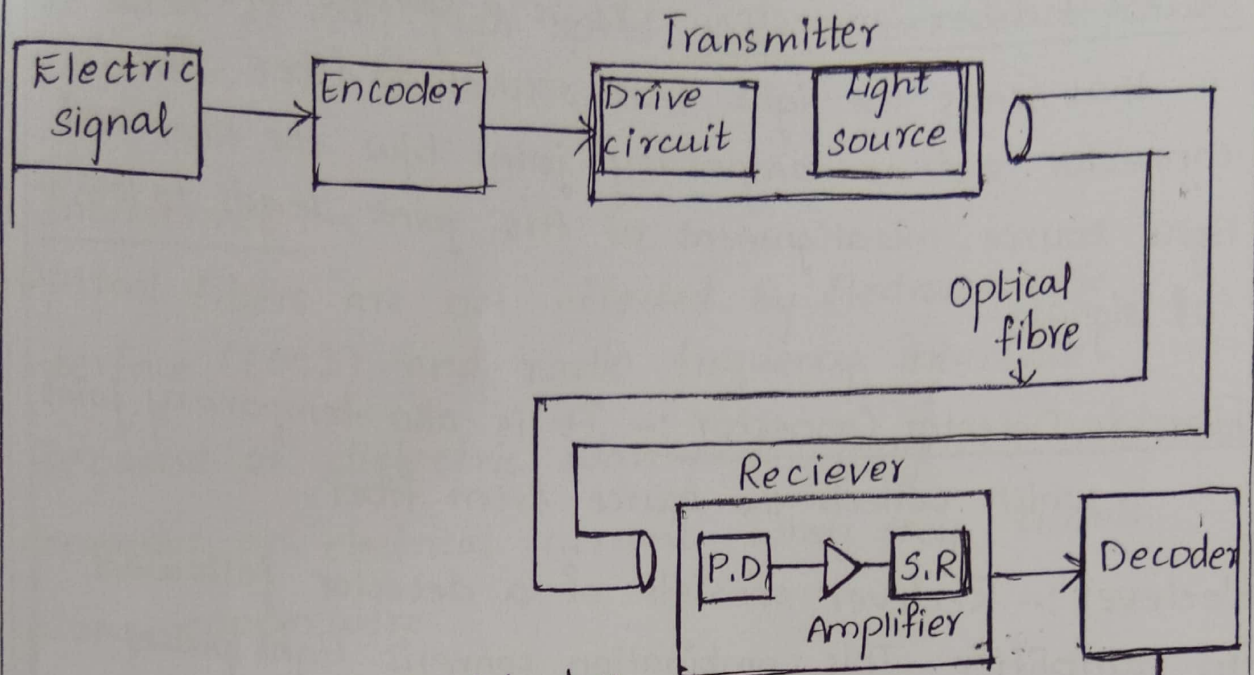 Transmitter
Electric
signal
Encoder
Drive
circuit
Light
source
Optical
fibre
Reciever
P.D
S.R
Amplifier
Decoder